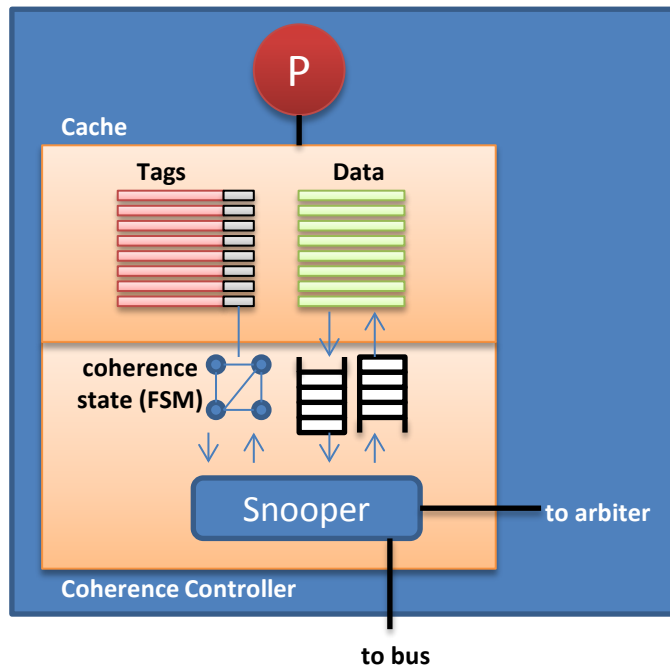 P
Cache
Tags
Data
coherence
state (FSM)
Snooper
to arbiter
Coherence Controller
to bus